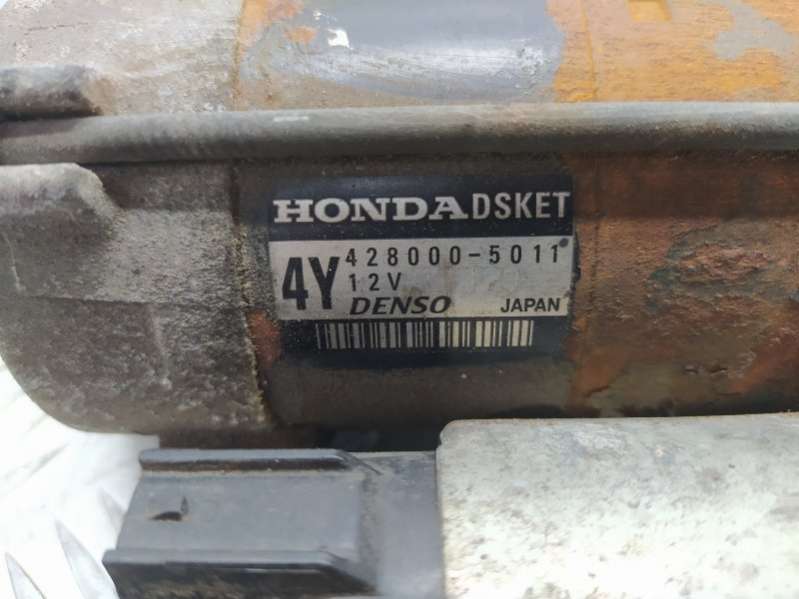 HONDA DSKET
4Y 428000-5011
12V
DENSO JAPAN